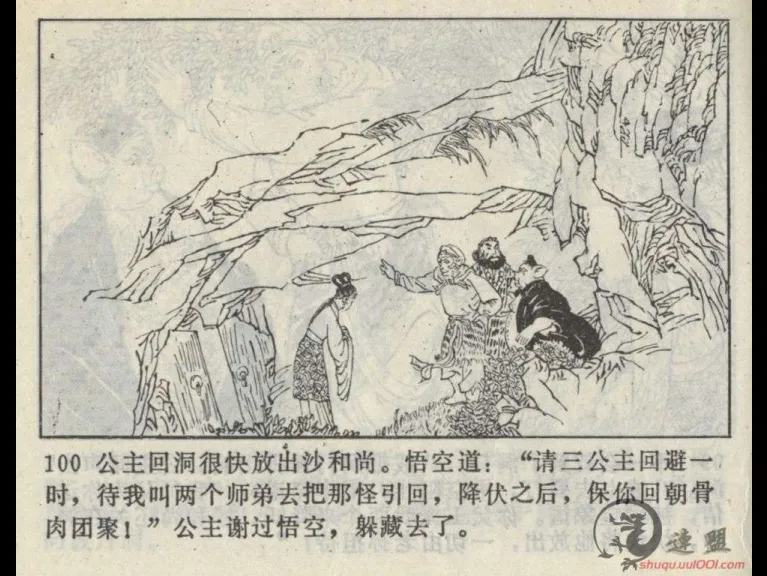 100 公主回洞很快放出沙和尚。悟空道：“请三公主回避一
时，待我叫两个师弟去把那怪引回，降伏之后，保你回朝骨
肉团聚！”公主谢过悟空，躲藏去了。
連盟
shuqu.uu1001.com